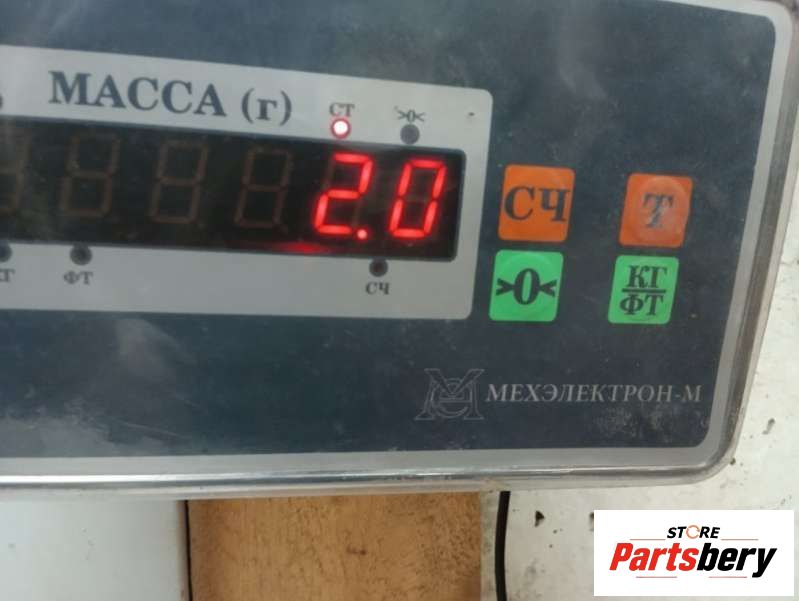 МАССА (г)
СТ >0<
2.0
СЧ Т
ФТ СЧ
>0< КГ/ФТ
МЕХЭЛЕКТРОН-М
STORE
Partsbery